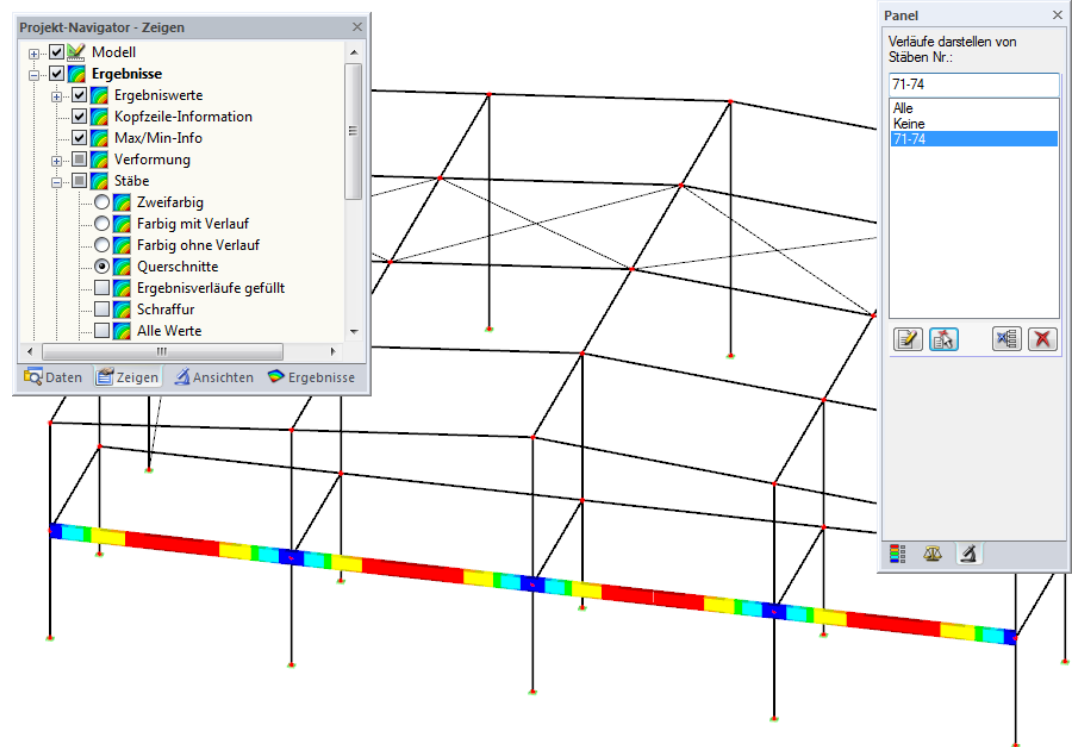 Projekt-Navigator - Zeigen
Modell
Ergebnisse
Ergebniswerte
Kopfzeile-Information
Max/Min-Info
Verformung
Stäbe
Zweifarbig
Farbig mit Verlauf
Farbig ohne Verlauf
Querschnitte
Ergebnisverläufe gefüllt
Schraffur
Alle Werte
Daten Zeigen Ansichten Ergebnisse
Panel
Verläufe darstellen von
Stäben Nr.:
71-74
Alle
Keine
71-74